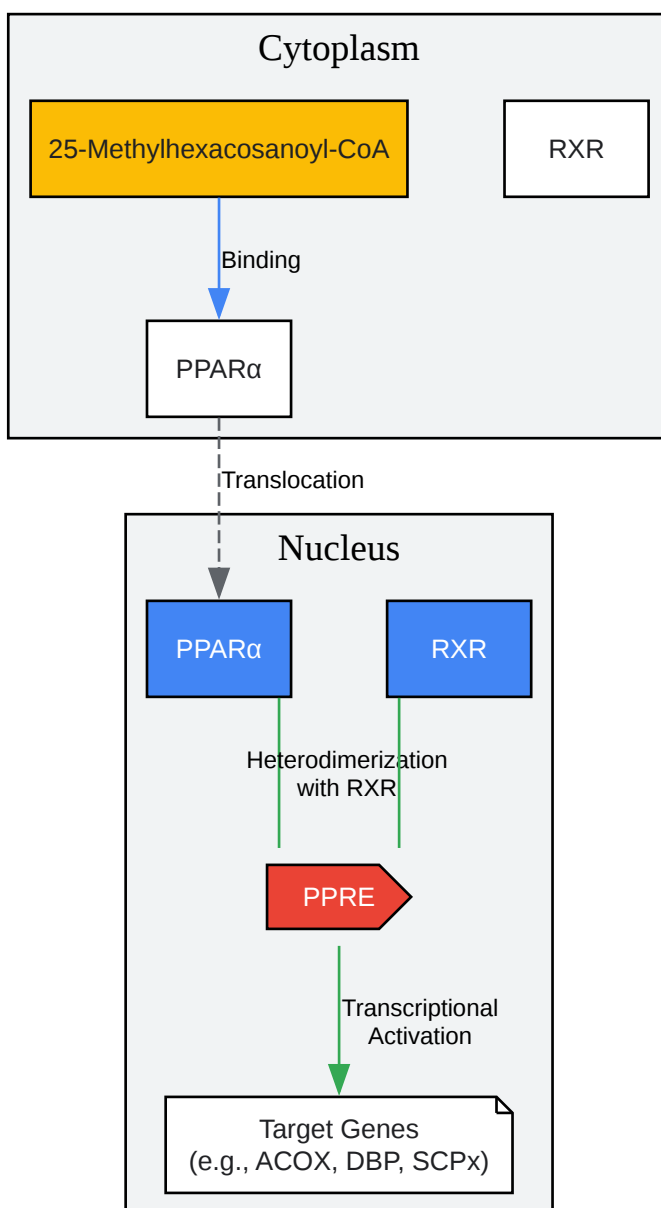 Cytoplasm
25-Methylhexacosanoyl-CoA
RXR
Binding
PPARα
Translocation
Nucleus
PPARα
RXR
Heterodimerization
with RXR
PPRE
Transcriptional
Activation
Target Genes
(e.g., ACOX, DBP, SCPx)